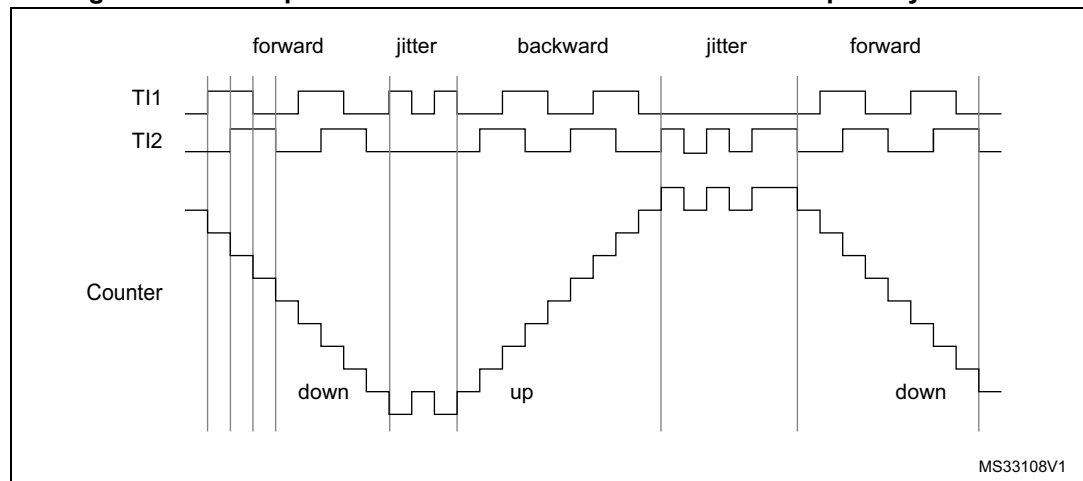 forward jitter backward jitter forward
TI1
TI2
Counter
down up down
MS33108V1